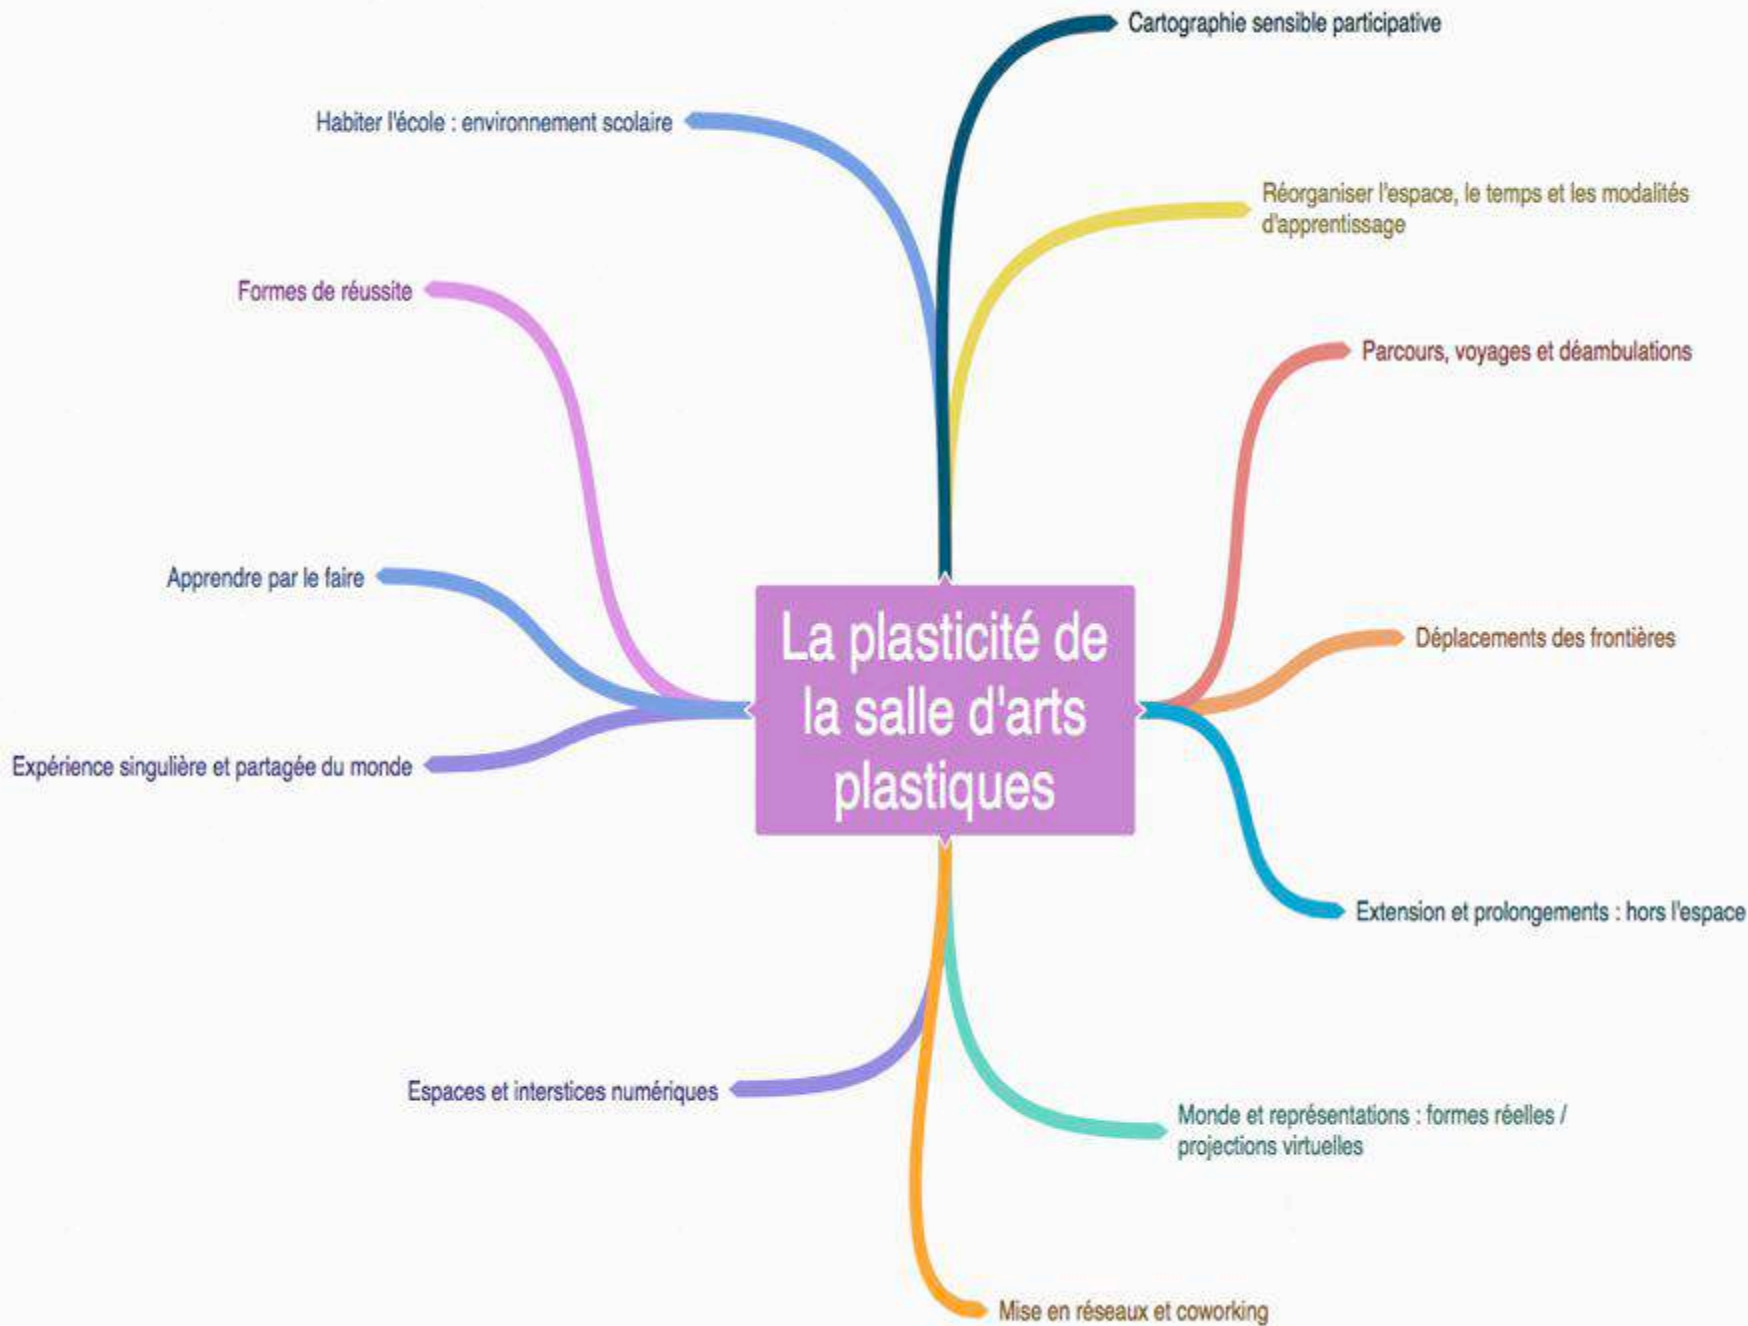 Cartographie sensible participative
Habiter l'école : environnement scolaire
Réorganiser l'espace, le temps et les modalités
d'apprentissage
Formes de réussite
Parcours, voyages et déambulations
Apprendre par le faire
La plasticité de
la salle d'arts
plastiques
Déplacements des frontières
Expérience singulière et partagée du monde
Extension et prolongements : hors l'espace
Espaces et interstices numériques
Monde et représentations : formes réelles /
projections virtuelles
Mise en réseaux et coworking